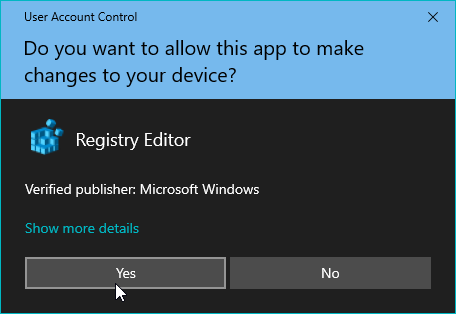 User Account Control
Do you want to allow this app to make
changes to your device?
Registry Editor
Verified publisher: Microsoft Windows
Show more details
Yes
No